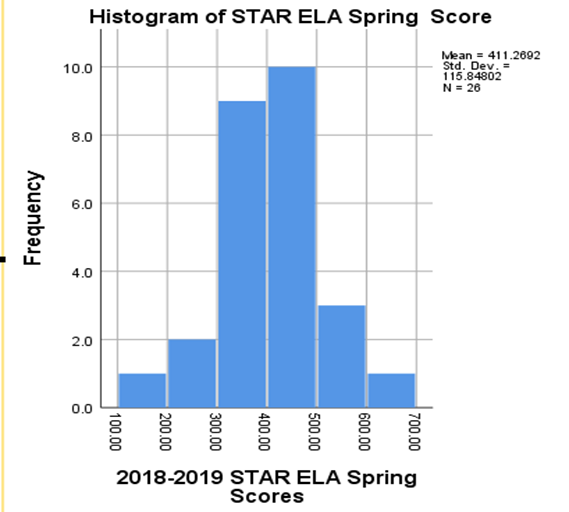 Histogram of STAR ELA Spring Score
Mean = 411.2692
Std. Dev. =
115.84802
N = 26
Frequency
10.0
8.0
6.0
4.0
2.0
0.0
100.00
200.00
300.00
400.00
500.00
600.00
700.00
2018-2019 STAR ELA Spring
Scores